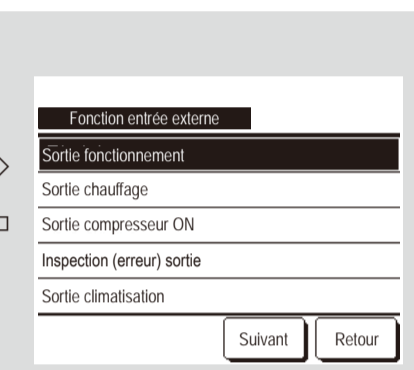 Fonction entrée externe
Sortie fonctionnement
Sortie chauffage
Sortie compresseur ON
Inspection (erreur) sortie
Sortie climatisation
Suivant Retour